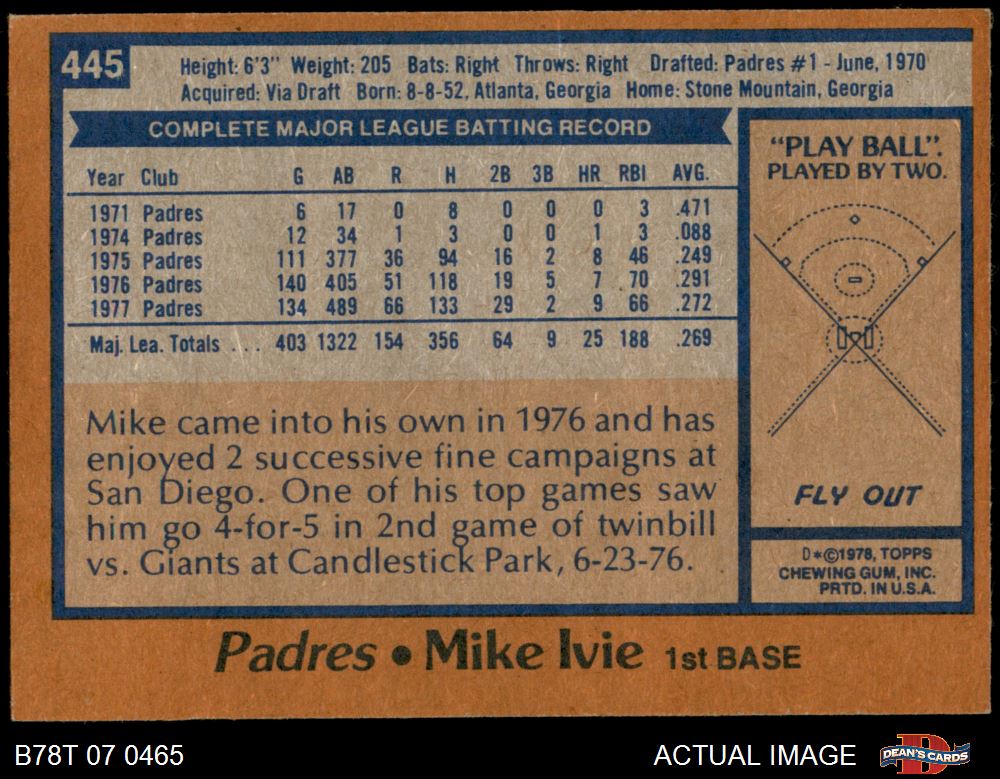 445
Height: 6'3" Weight: 205 Bats: Right Throws: Right Drafted: Padres #1 - June, 1970
Acquired: Via Draft Born: 8-8-52, Atlanta, Georgia Home: Stone Mountain, Georgia
COMPLETE MAJOR LEAGUE BATTING RECORD
Year Club G AB R H 2B 3B HR RBI AVG.
1971 Padres 6 17 0 8 0 0 0 3 .471
1974 Padres 12 34 1 3 0 0 1 3 .088
1975 Padres 111 377 36 94 16 2 8 46 .249
1976 Padres 140 405 51 118 19 5 7 70 .291
1977 Padres 134 489 66 133 29 2 9 66 .272
Maj. Lea. Totals ... 403 1322 154 356 64 9 25 188 .269
Mike came into his own in 1976 and has
enjoyed 2 successive fine campaigns at
San Diego. One of his top games saw
him go 4-for-5 in 2nd game of twinbill
vs. Giants at Candlestick Park, 6-23-76.
"PLAY BALL".
PLAYED BY TWO.
FLY OUT
D*©1978, TOPPS
CHEWING GUM, INC.
PRTD. IN U.S.A.
Padres • Mike Ivie 1st BASE
B78T 07 0465
ACTUAL IMAGE
DEAN'S CARDS